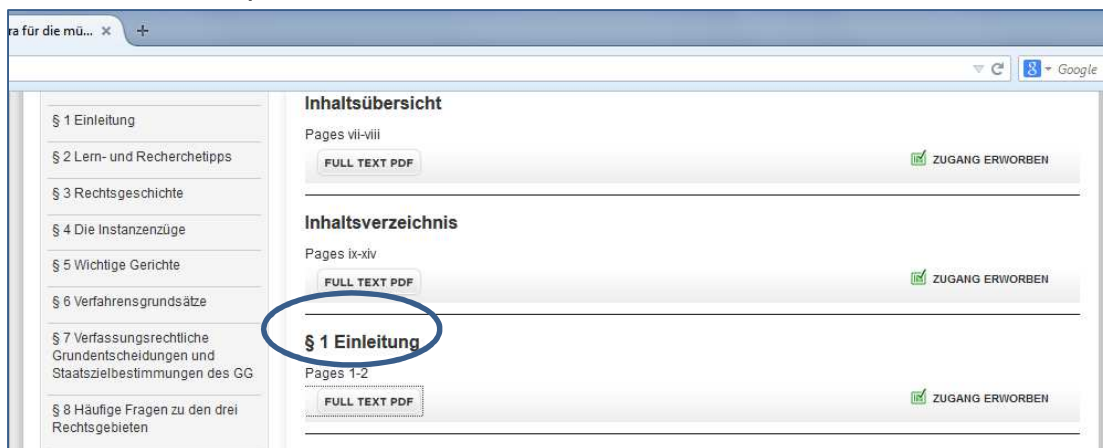 ra für die mü... × +
8 Google
§ 1 Einleitung
§ 2 Lern- und Recherchetipps
§ 3 Rechtsgeschichte
§ 4 Die Instanzenzüge
§ 5 Wichtige Gerichte
§ 6 Verfahrensgrundsätze
§ 7 Verfassungsrechtliche
Grundentscheidungen und
Staatszielbestimmungen des GG
§ 8 Häufige Fragen zu den drei
Rechtsgebieten
Inhaltsübersicht
Pages vii-viii
FULL TEXT PDF
ZUGANG ERWORBEN
Inhaltsverzeichnis
Pages ix-xiv
FULL TEXT PDF
ZUGANG ERWORBEN
§ 1 Einleitung
Pages 1-2
FULL TEXT PDF
ZUGANG ERWORBEN